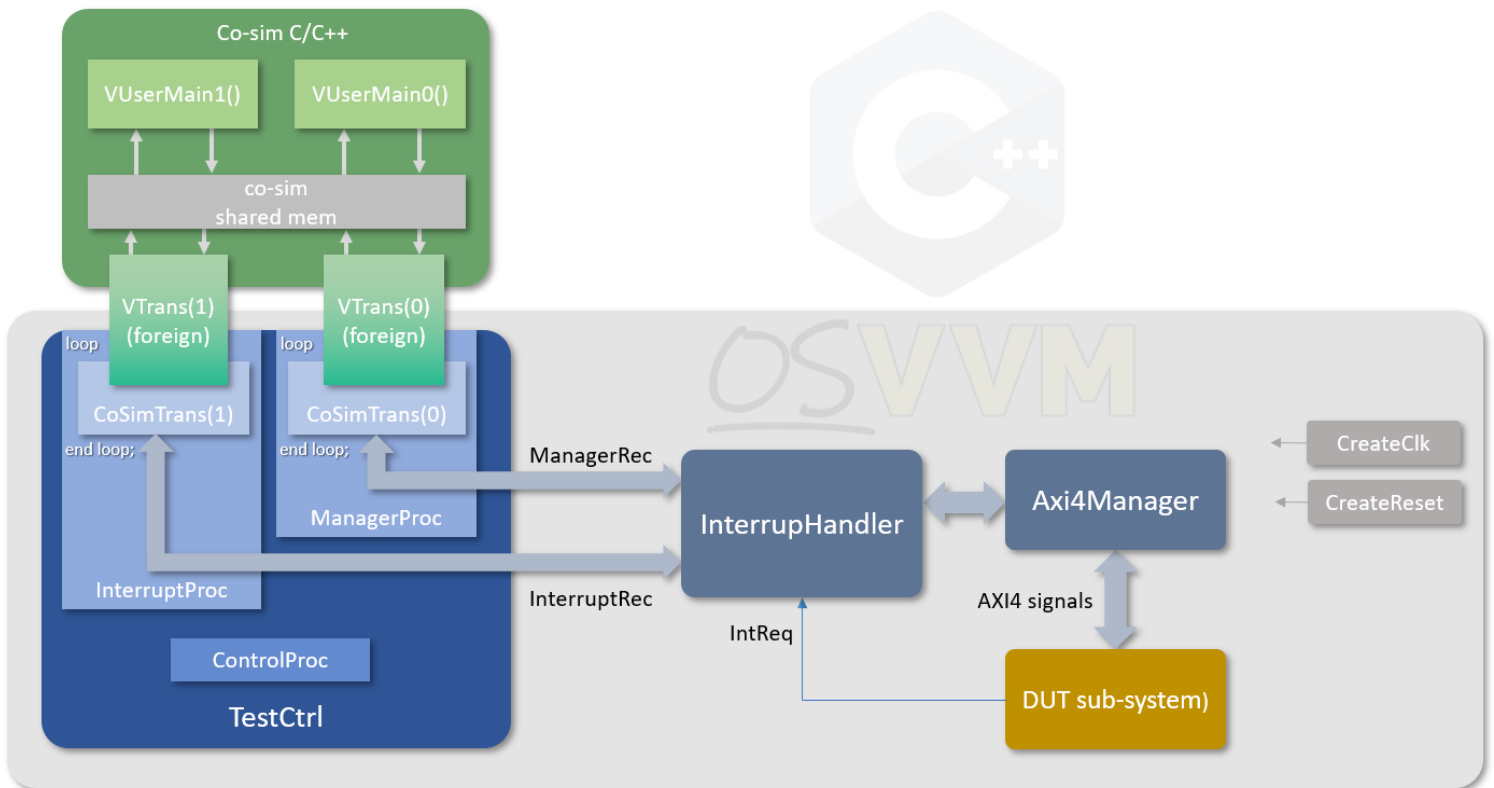 Co-sim C/C++
VUserMain1()
VUserMain0()
co-sim
shared mem
++
VTrans(1)
(foreign)
VTrans(0)
(foreign)
loop
loop
OSVVM
CoSimTrans(1)
CoSimTrans(0)
end loop;
end loop;
ManagerRec
CreateClk
InterrupHandler
Axi4Manager
CreateReset
ManagerProc
InterruptProc
InterruptRec
AXI4 signals
IntReq
ControlProc
DUT sub-system)
TestCtrl